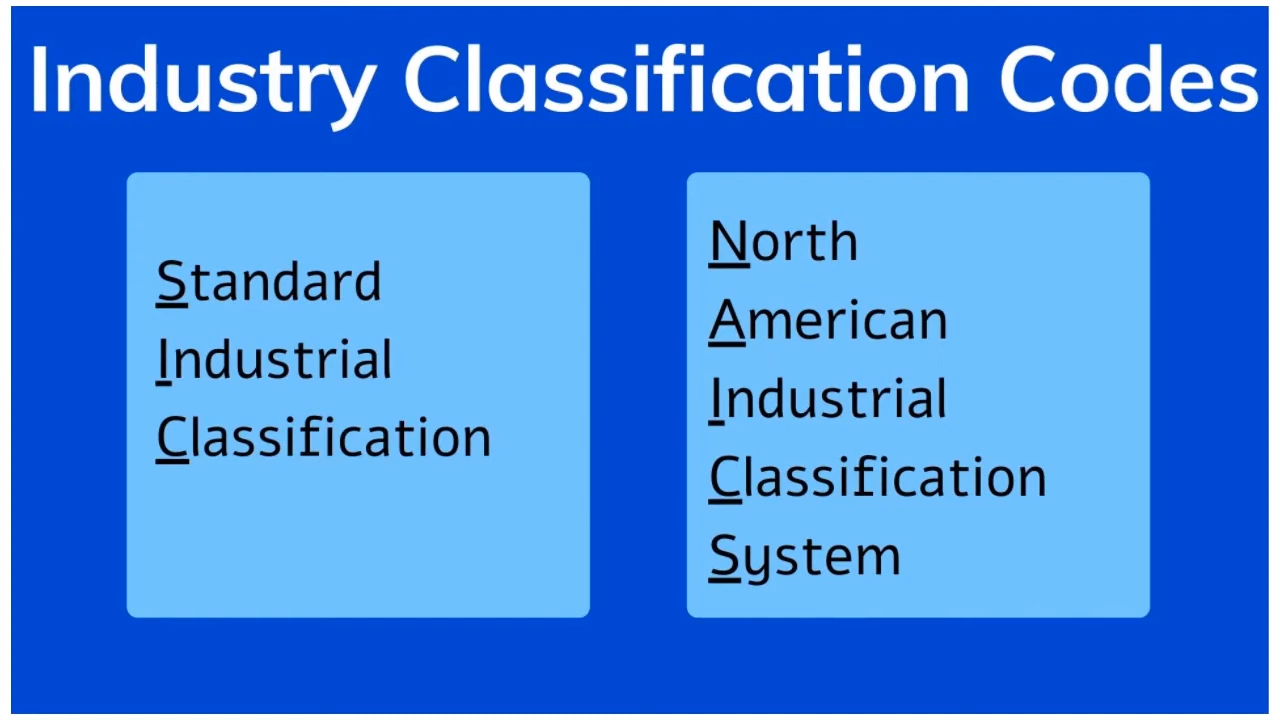 Industry Classification Codes
Standard
Industrial
Classification
North
American
Industrial
Classification
System